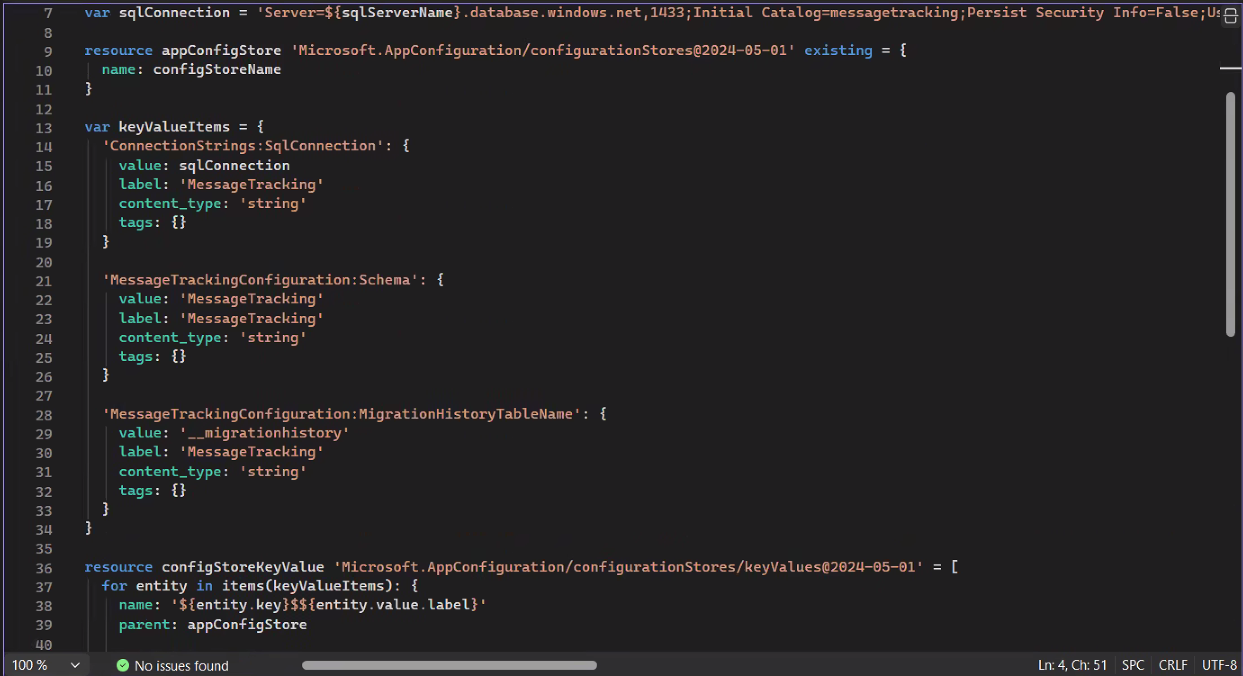 7 var sqlConnection = 'Server=${sqlServerName}.database.windows.net,1433;Initial Catalog=messagetracking;Persist Security Info=False;Us
8
9 resource appConfigStore 'Microsoft.AppConfiguration/configurationStores@2024-05-01' existing = {
10 name: configStoreName
11 }
12
13 var keyValueItems = {
14 'ConnectionStrings:SqlConnection': {
15 value: sqlConnection
16 label: 'MessageTracking'
17 content_type: 'string'
18 tags: {}
19 }
20
21 'MessageTrackingConfiguration:Schema': {
22 value: 'MessageTracking'
23 label: 'MessageTracking'
24 content_type: 'string'
25 tags: {}
26 }
27
28 'MessageTrackingConfiguration:MigrationHistoryTableName': {
29 value: '__migrationhistory'
30 label: 'MessageTracking'
31 content_type: 'string'
32 tags: {}
33 }
34 }
35
36 resource configStoreKeyValue 'Microsoft.AppConfiguration/configurationStores/keyValues@2024-05-01' = [
37 for entity in items(keyValueItems): {
38 name: '${entity.key}$${entity.value.label}'
39 parent: appConfigStore
40
100 % No issues found Ln: 4, Ch: 51 SPC CRLF UTF-8